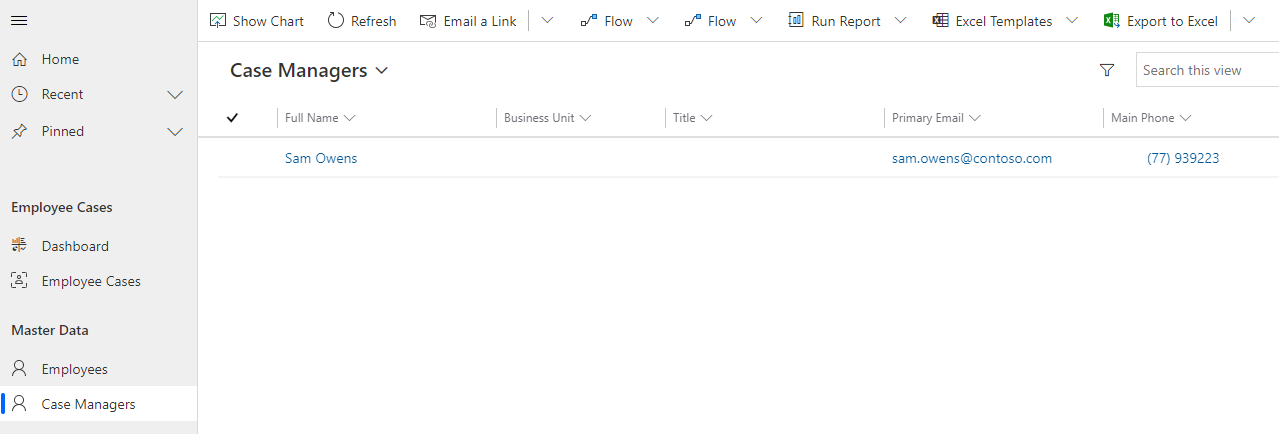 Show Chart Refresh Email a Link Flow Flow Run Report Excel Templates Export to Excel
Home
Recent
Pinned
Employee Cases
Dashboard
Employee Cases
Master Data
Employees
Case Managers
Case Managers Search this view
Full Name Business Unit Title Primary Email Main Phone
Sam Owens sam.owens@contoso.com (77) 939223